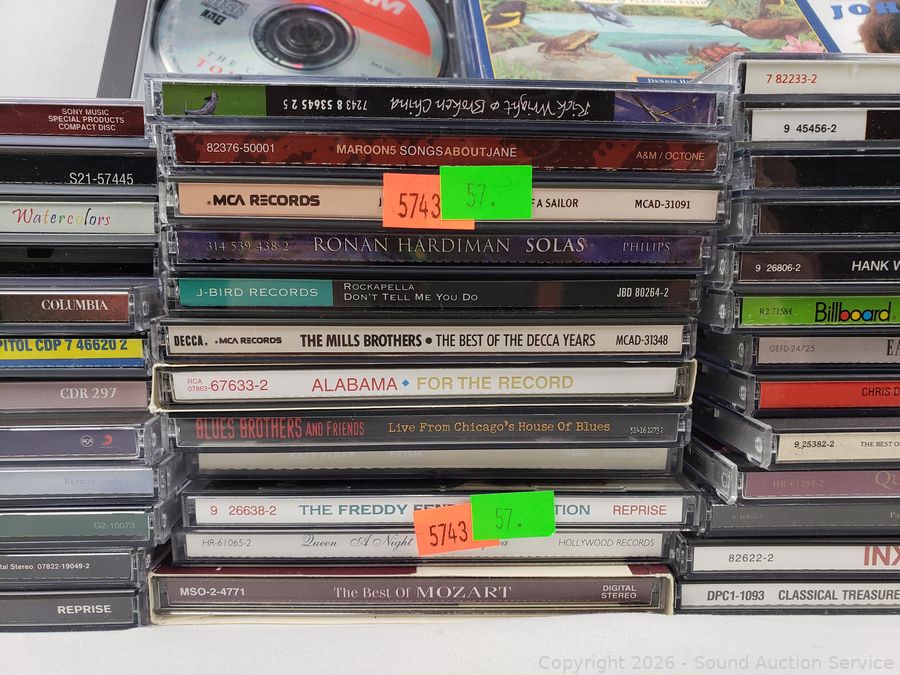 DENNIS
JOH
SONY MUSIC
SPECIAL PRODUCTS
COMPACT DISC
S21-57445
Watercolors
COLUMBIA
PITOL CDP 7 46620 2
CDR 297
G2-10073
tal Stereo 07822-19049-2
REPRISE
Rick Wright & Broken China 7243 8 53645 2 5
82376-50001 MAROON5 SONGSABOUTJANE A&M / OCTONE
MCA RECORDS F A SAILOR MCAD-31091
5743 57.
314 539 438-2 RONAN HARDIMAN SOLAS PHILIPS
J-BIRD RECORDS ROCKAPELLA
DON'T TELL ME YOU DO JBD 80264-2
DECCA. MCA RECORDS THE MILLS BROTHERS • THE BEST OF THE DECCA YEARS MCAD-31348
RCA
07863-67633-2 ALABAMA ◆ FOR THE RECORD
BLUES BROTHERS AND FRIENDS LIVE FROM CHICAGO'S HOUSE OF BLUES
KATY PERRY PRISM
9 26638-2 THE FREDDY TION REPRISE
5743 57.
HR-61065-2 Queen A Night HOLLYWOOD RECORDS
MSO-2-4771 The Best Of MOZART DIGITAL
STEREO
7 82233-2
9 45456-2
9 26806-2 HANK W
R2 71584 Billboard
GEFD-24725
CHRIS
9 25382-2 THE BEST O
HR-61265-2 QU
82622-2 INX
DPC1-1093 CLASSICAL TREASURE
Copyright 2026 - Sound Auction Service